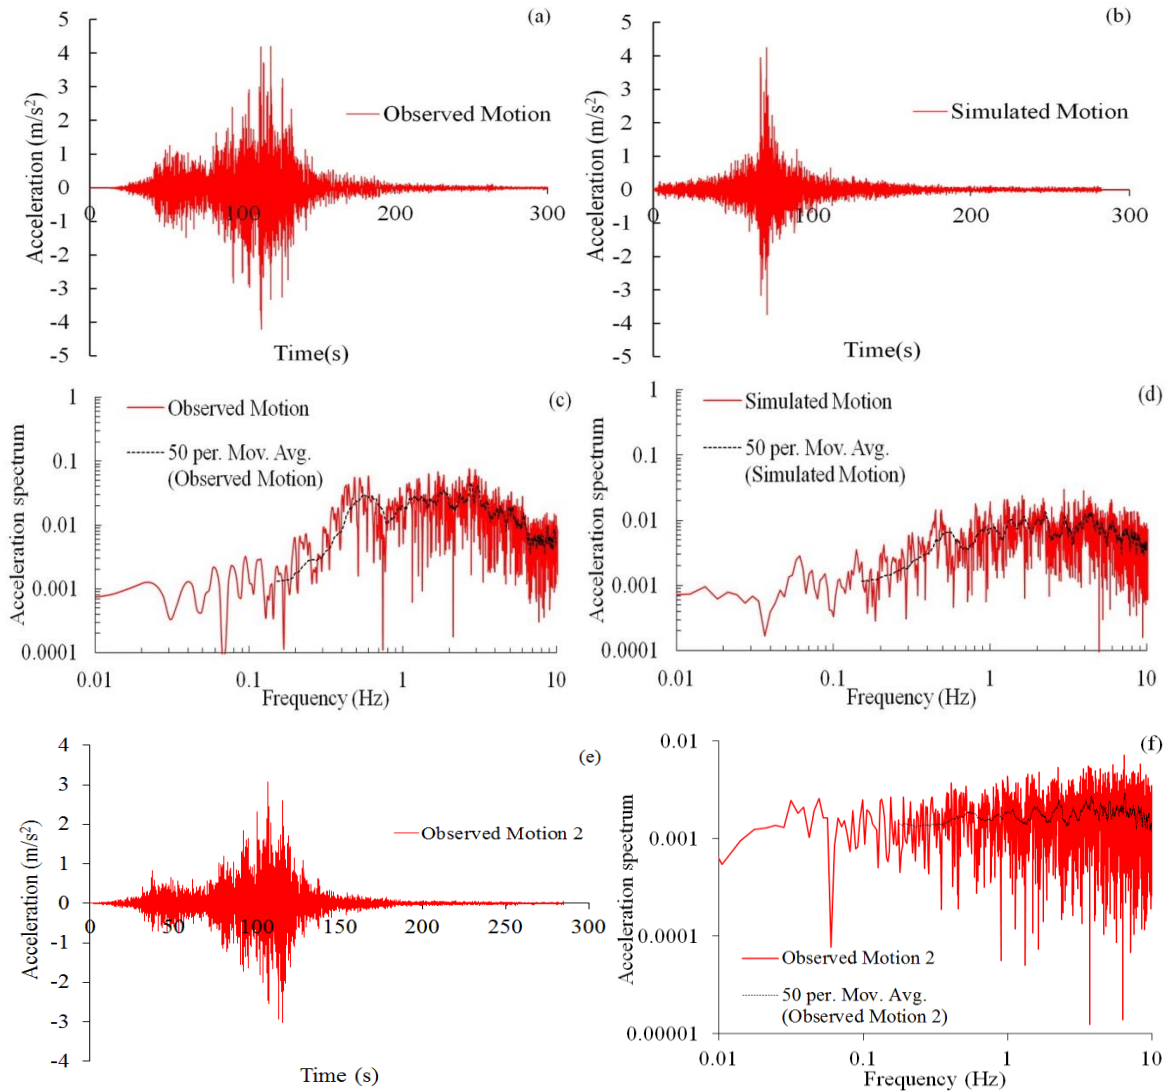 (a)
Acceleration (m/s²)
5
4
3
2
1
0
-1
-2
-3
-4
-5
0
100
200
300
Observed Motion
Time(s)
(b)
Acceleration (m/s²)
5
4
3
2
1
0
-1
-2
-3
-4
-5
0
100
200
300
Simulated Motion
Time(s)
(c)
Acceleration spectrum
1
0.1
0.01
0.001
0.0001
Observed Motion
50 per. Mov. Avg.
(Observed Motion)
0.01
0.1
1
10
Frequency (Hz)
(d)
Acceleration spectrum
1
0.1
0.01
0.001
0.0001
Simulated Motion
50 per. Mov. Avg.
(Simulated Motion)
0.01
0.1
1
10
Frequency (Hz)
(e)
Acceleration (m/s²)
4
3
2
1
0
-1
-2
-3
-4
Observed Motion 2
0
50
100
150
200
250
300
Time (s)
(f)
Acceleration spectrum
0.01
0.001
0.0001
0.00001
Observed Motion 2
50 per. Mov. Avg.
(Observed Motion 2)
0.01
0.1
1
10
Frequency (Hz)